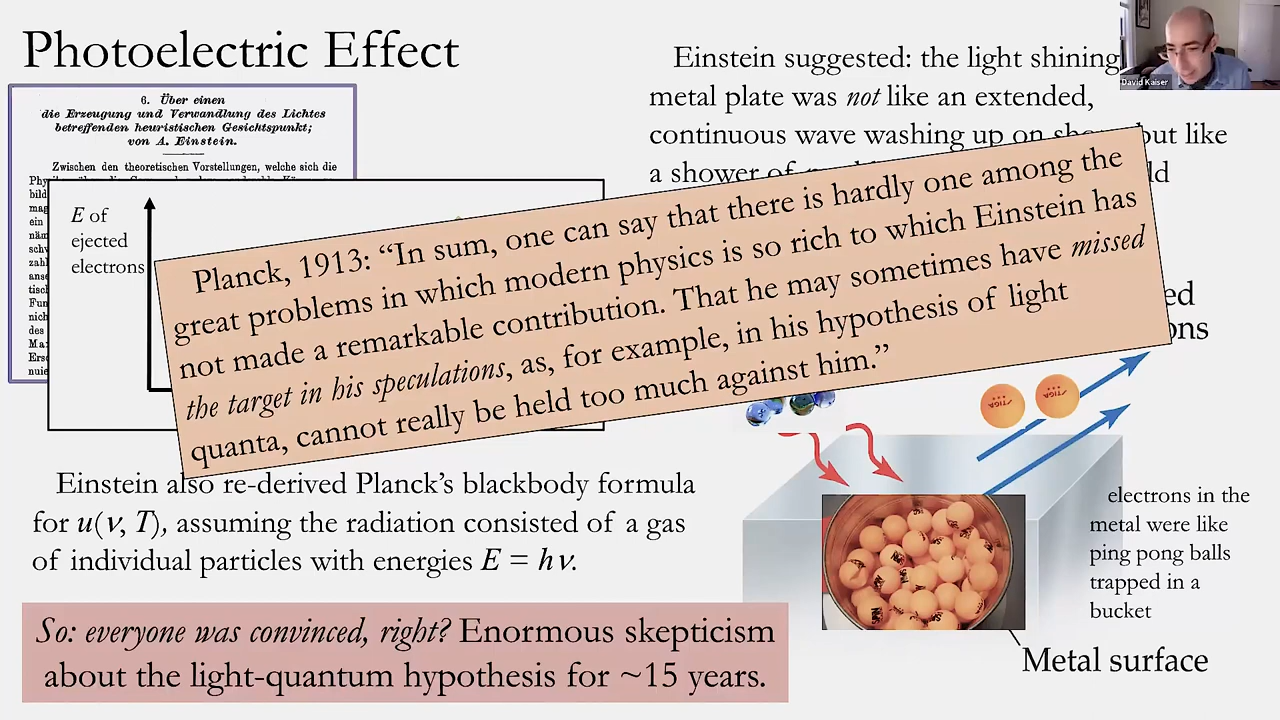 Photoelectric Effect
6. Über einen
die Erzeugung und Verwandlung des Lichtes
betreffenden heuristischen Gesichtspunkt;
von A. Einstein.
Zwischen den theoretischen Vorstellungen, welche sich die
E of
ejected
electrons
Einstein suggested: the light shining
metal plate was not like an extended,
continuous wave washing up on but like
a shower of
David Kaiser
Planck, 1913: “In sum, one can say that there is hardly one among the
great problems in which modern physics is so rich to which Einstein has
not made a remarkable contribution. That he may sometimes have missed
the target in his speculations, as, for example, in his hypothesis of light
quanta, cannot really be held too much against him.”
STIGA STIGA
electrons in the
metal were like
ping pong balls
trapped in a
bucket
Metal surface
Einstein also re-derived Planck’s blackbody formula
for u(ν, T), assuming the radiation consisted of a gas
of individual particles with energies E = hν.
So: everyone was convinced, right? Enormous skepticism
about the light-quantum hypothesis for ~15 years.